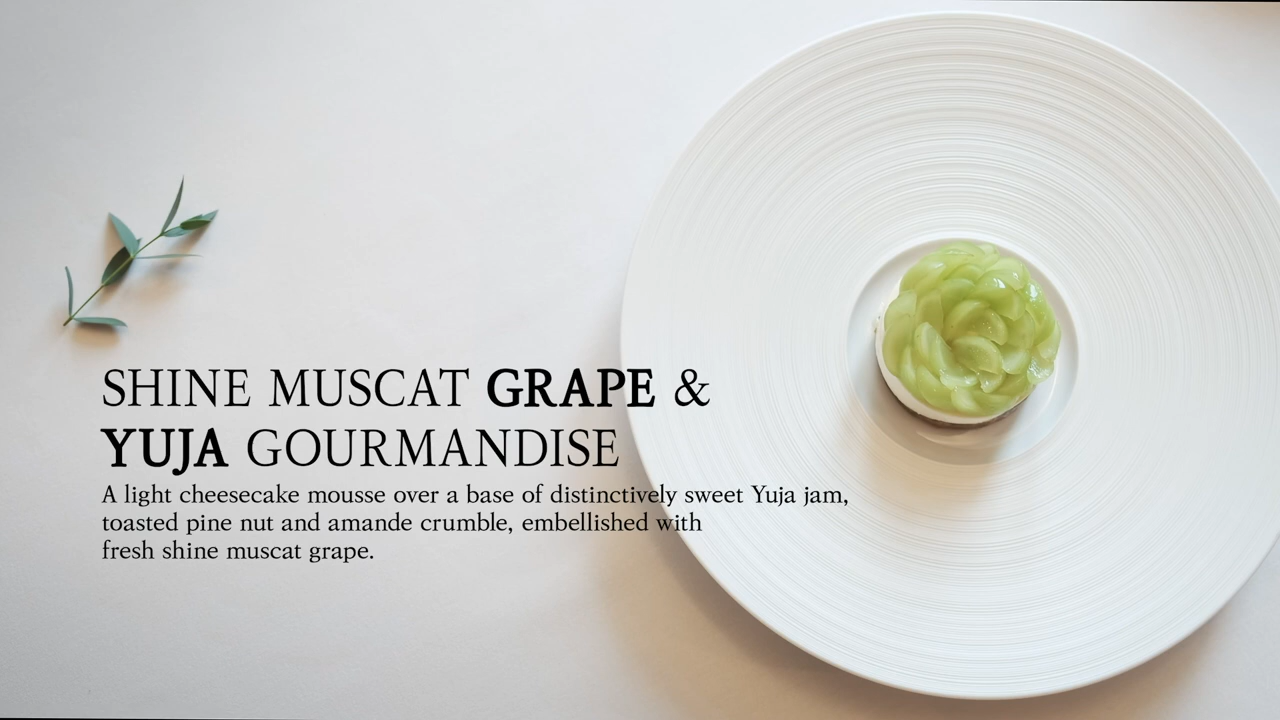 SHINE MUSCAT GRAPE &
YUJA GOURMANDISE
A light cheesecake mousse over a base of distinctively sweet Yuja jam,
toasted pine nut and amande crumble, embellished with
fresh shine muscat grape.